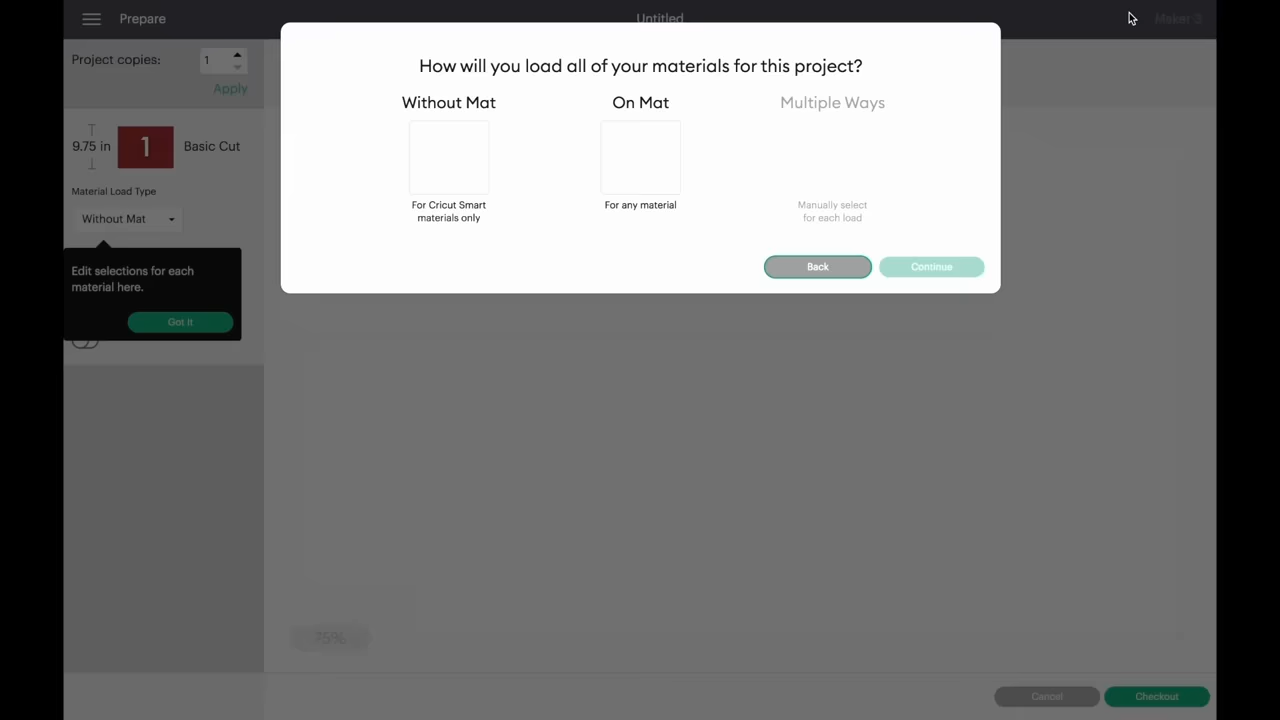 Prepare
Untitled
Maker 3
Project copies:
1
Apply
9.75 in
1
Basic Cut
Material Load Type
Without Mat
Edit selections for each
material here.
Got It
How will you load all of your materials for this project?
Without Mat
On Mat
Multiple Ways
For Cricut Smart
materials only
For any material
Manually select
for each load
Back
Continue
75%
Cancel
Checkout